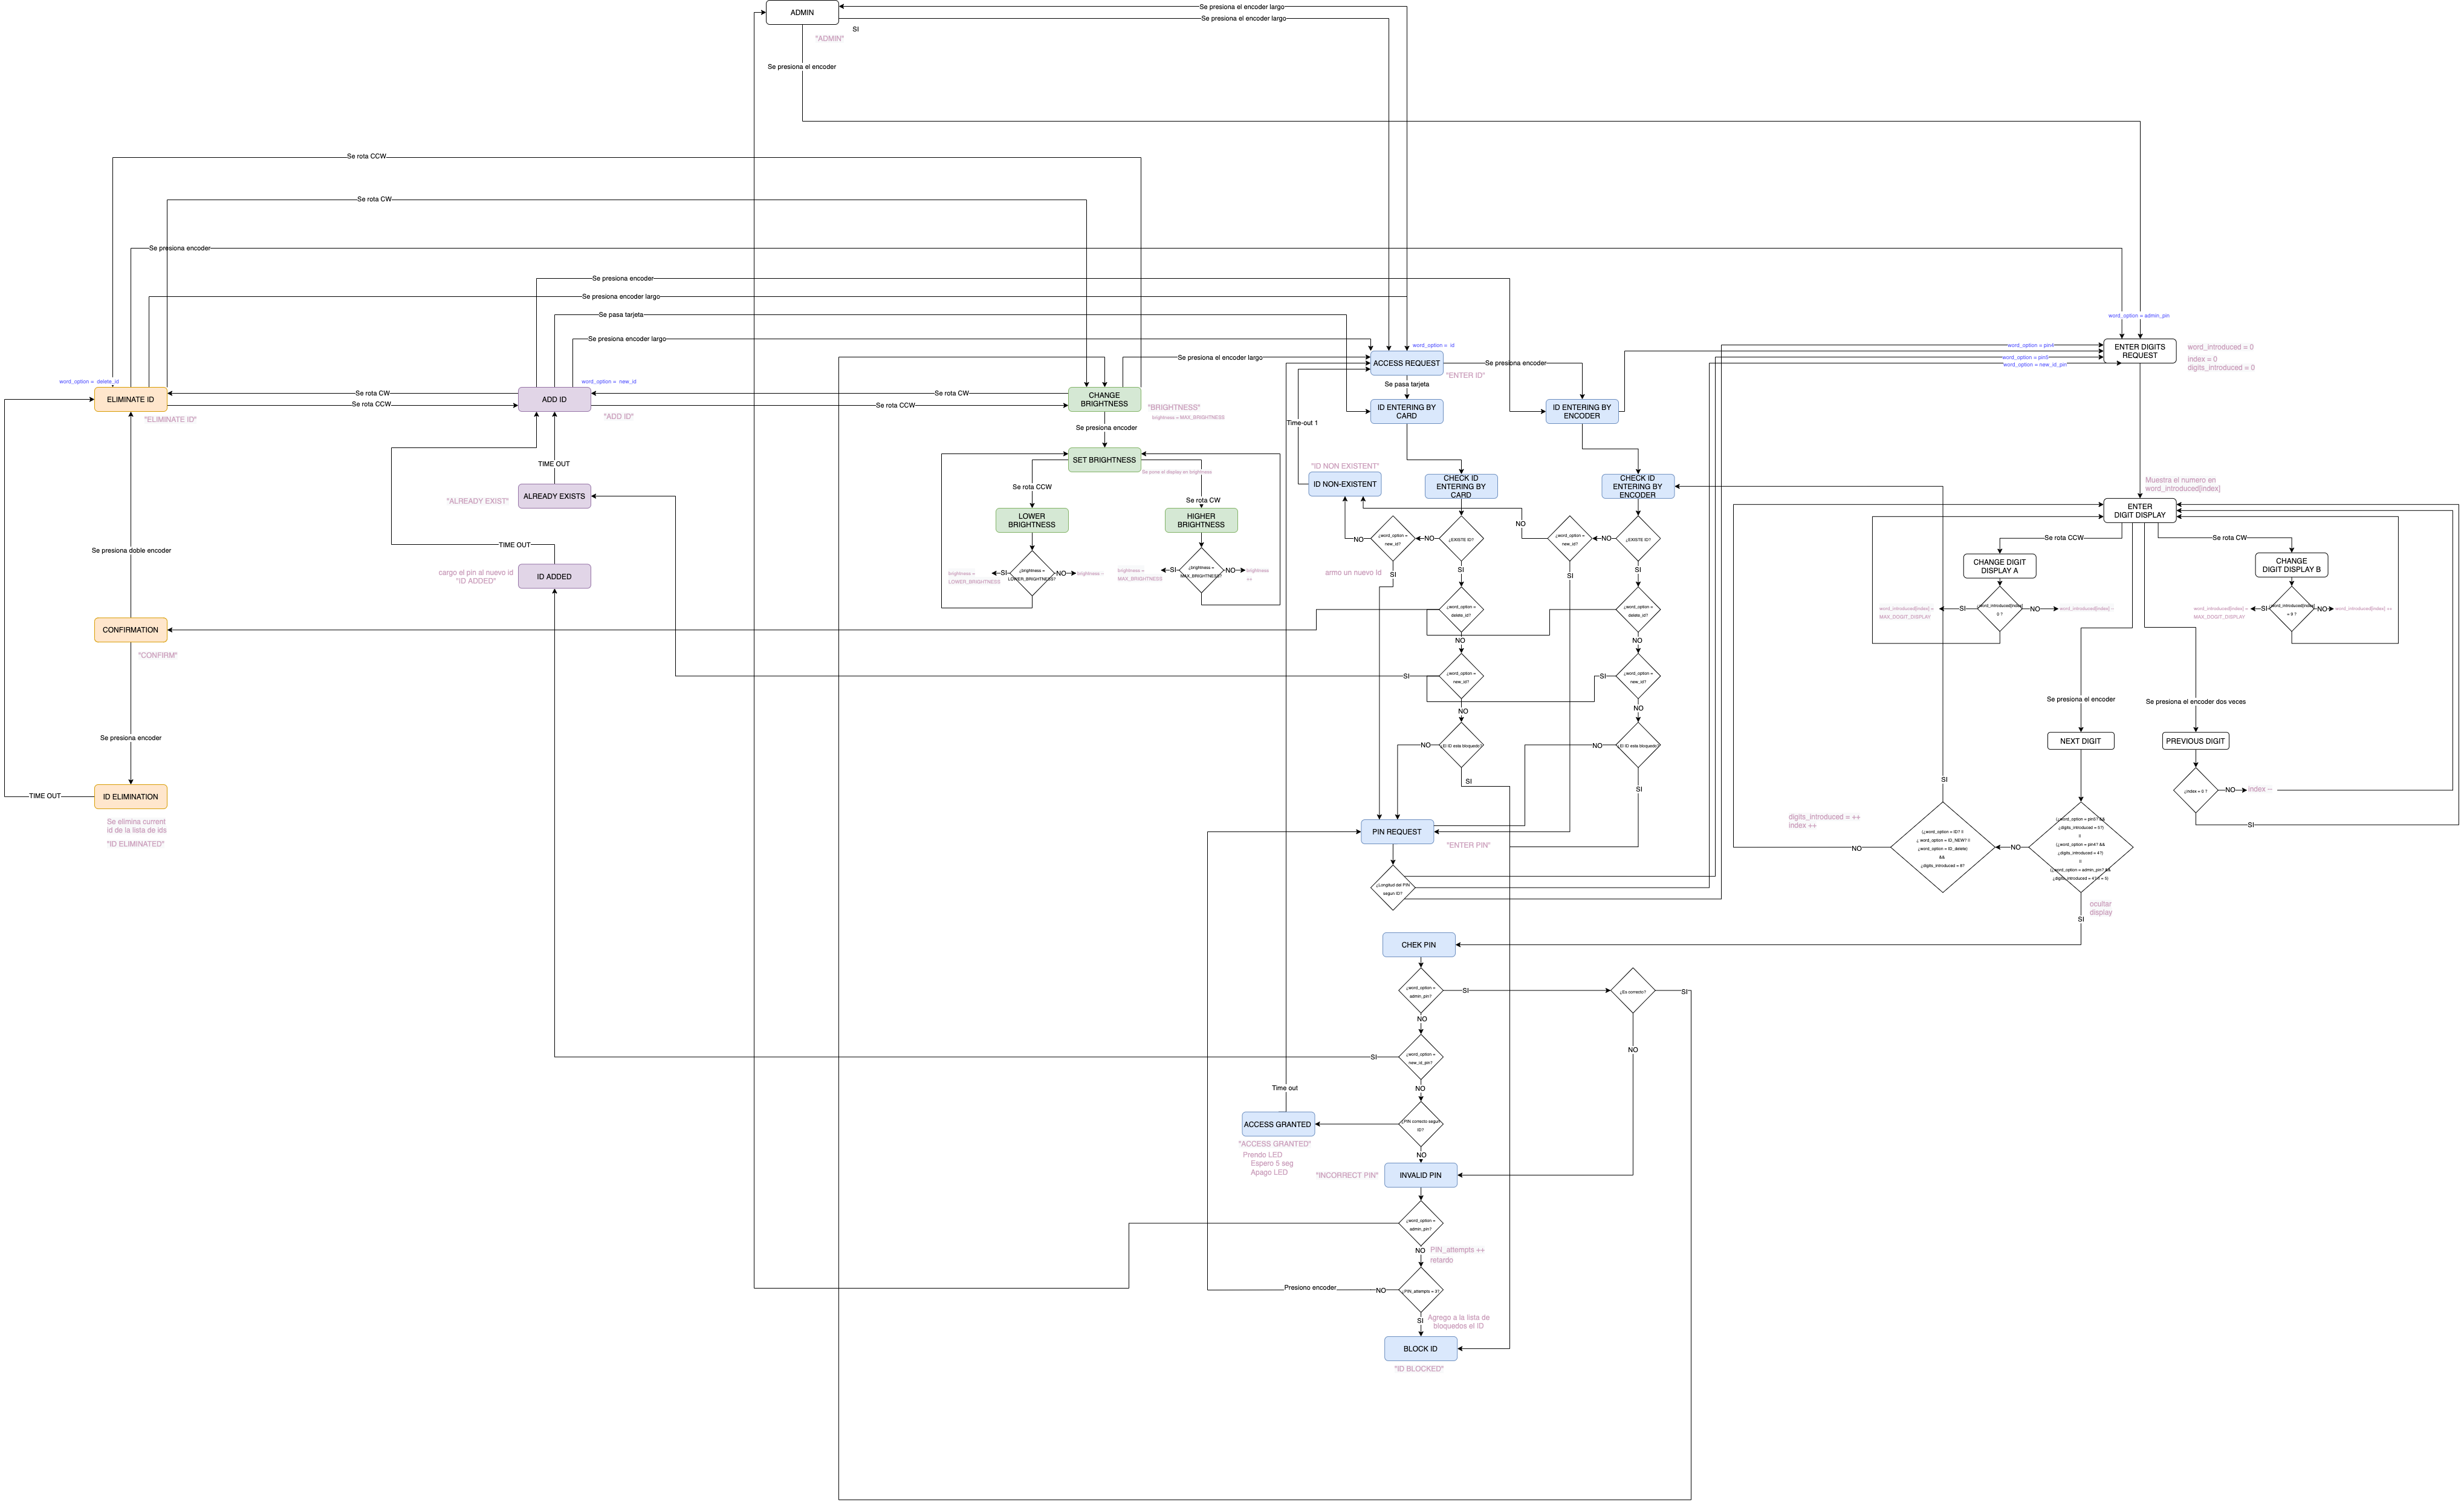 Se presiona el encoder largo
ADMIN
Se presiona el encoder largo
SI
"ADMIN"
Se presiona el encoder
Se rota CCW
Se rota CW
Se presiona encoder
Se presiona encoder
Se presiona encoder largo
Se pasa tarjeta
word_option = admin_pin
Se presiona encoder largo
word_option = id
word_option = pin4
ENTER DIGITS
REQUEST
word_introduced = 0
index = 0
digits_introduced = 0
Se presiona el encoder largo
ACCESS REQUEST
Se presiona encoder
word_option = pin5
word_option = new_id_pin
"ENTER ID"
word_option = delete_id
word_option = new_id
Se pasa tarjeta
ELIMINATE ID
Se rota CW
Se rota CCW
ADD ID
Se rota CW
Se rota CCW
CHANGE
BRIGHTNESS
"BRIGHTNESS"
brightness = MAX_BRIGHTNESS
ID ENTERING BY
CARD
ID ENTERING BY
ENCODER
"ELIMINATE ID"
"ADD ID"
Se presiona encoder
Time-out 1
TIME OUT
SET BRIGHTNESS
Se pone el display en brightness
"ID NON EXISTENT"
ID NON-EXISTENT
CHECK ID
ENTERING BY
CARD
CHECK ID
ENTERING BY
ENCODER
Muestra el numero en
word_introduced[index]
Se rota CCW
Se rota CW
"ALREADY EXIST"
ALREADY EXISTS
LOWER
BRIGHTNESS
HIGHER
BRIGHTNESS
ENTER
DIGIT DISPLAY
NO
¿word_option =
new_id?
NO
¿EXISTE ID?
NO
¿word_option =
new_id?
NO
¿EXISTE ID?
Se rota CCW
Se rota CW
TIME OUT
Se presiona doble encoder
CHANGE DIGIT
DISPLAY A
CHANGE
DIGIT DISPLAY B
cargo el pin al nuevo id
"ID ADDED"
ID ADDED
brightness =
LOWER_BRIGHTNESS
SI
¿brightness =
LOWER_BRIGHTNESS?
NO
brightness --
brightness =
MAX_BRIGHTNESS
SI
¿brightness =
MAX_BRIGHTNESS?
NO
brightness
++
armo un nuevo id
SI
SI
SI
SI
¿word_option =
delete_id?
¿word_option =
delete_id?
word_introduced[index] =
MAX_DOGIT_DISPLAY
SI
¿word_introduced[index]
0 ?
NO
word_introduced[index] --
word_introduced[index] =
MAX_DIGIT_DISPLAY
SI
¿word_introduced[index]
= 0 ?
NO
word_introduced[index] ++
CONFIRMATION
"CONFIRM"
NO
NO
SI
¿word_option =
new_id?
SI
¿word_option =
new_id?
Se presiona el encoder
Se presiona el encoder dos veces
NO
NO
Se presiona encoder
NO
¿El ID esta bloquedo?
NO
¿El ID esta bloquedo?
NEXT DIGIT
PREVIOUS DIGIT
SI
SI
SI
¿index = 0 ?
NO
index --
TIME OUT
ID ELIMINATION
Se elimina current
id de la lista de ids
"ID ELIMINATED"
PIN REQUEST
"ENTER PIN"
digits_introduced = ++
index ++
SI
NO
(¿word_option = ID? ||
¿ word_option = ID_NEW? ||
¿word_option = ID_delete)
&&
¿digits_introduced = 8?
NO
(¿word_option = pin5? &&
¿digits_introduced = 5?)
||
(¿word_option = pin4? &&
¿digits_introduced = 4?)
||
¿Longitud del PIN
segun ID?
ocultar
display
SI
CHEK PIN
¿word_option =
admin_pin?
SI
¿Es correcto?
SI
NO
NO
SI
¿word_option =
new_id_pin?
NO
Time out
ACCESS GRANTED
¿PIN correcto segun
ID?
"ACCESS GRANTED"
Prendo LED
Espero 5 seg
Apago LED
NO
"INCORRECT PIN"
INVALID PIN
¿word_option =
admin_pin?
NO
PIN_attempts ++
retardo
Presiono encoder
NO
¿PIN_attempts = 3?
SI
Agrego a la lista de
bloquedos el ID
BLOCK ID
"ID BLOCKED"